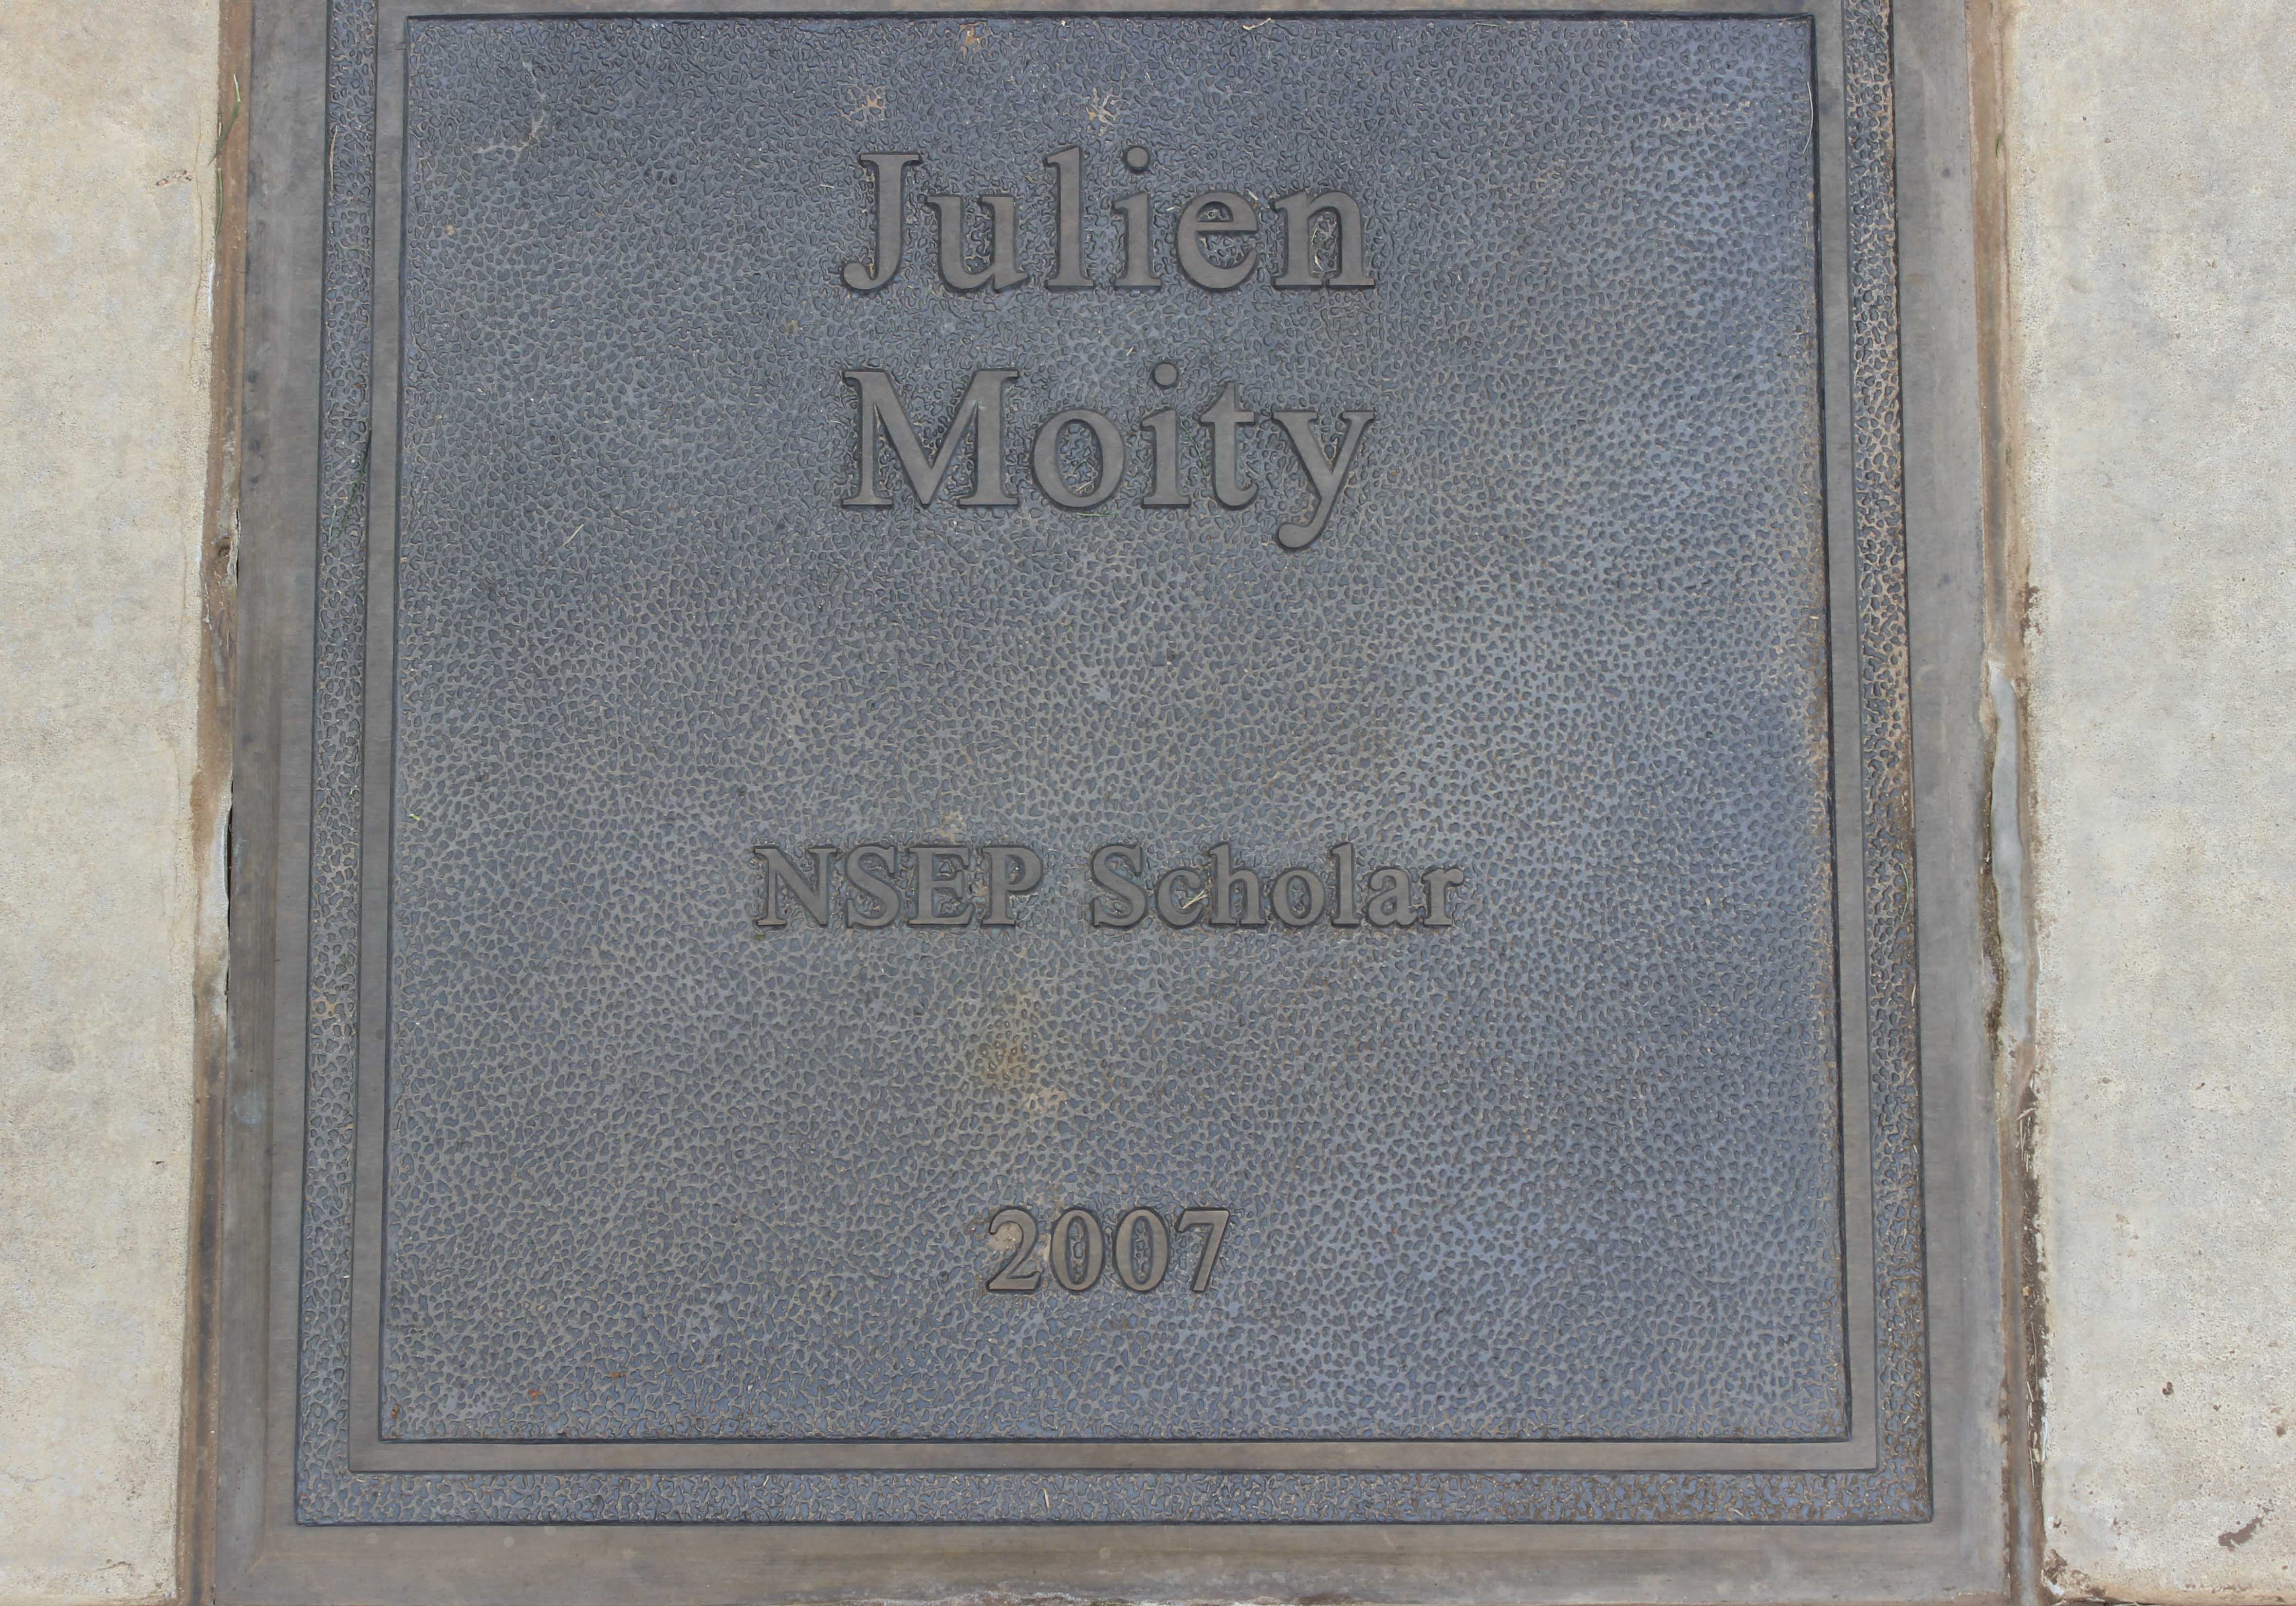 Julien
Moity
NSEP Scholar
2007